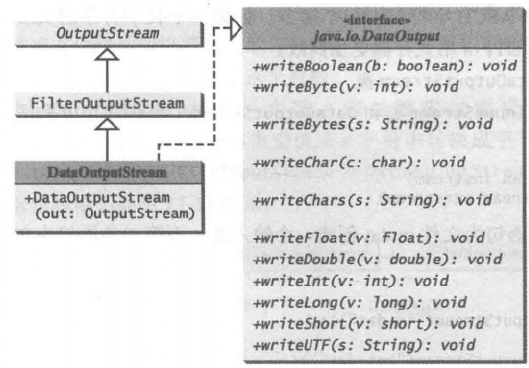 OutputStream
FilterOutputStream
DataOutputStream
+DataOutputStream
(out: OutputStream)
«interface»
java.io.DataOutput
+writeBoolean(b: boolean): void
+writeByte(v: int): void
+writeBytes(s: String): void
+writeChar(c: char): void
+writeChars(s: String): void
+writeFloat(v: float): void
+writeDouble(v: double): void
+writeInt(v: int): void
+writeLong(v: long): void
+writeShort(v: short): void
+writeUTF(s: String): void